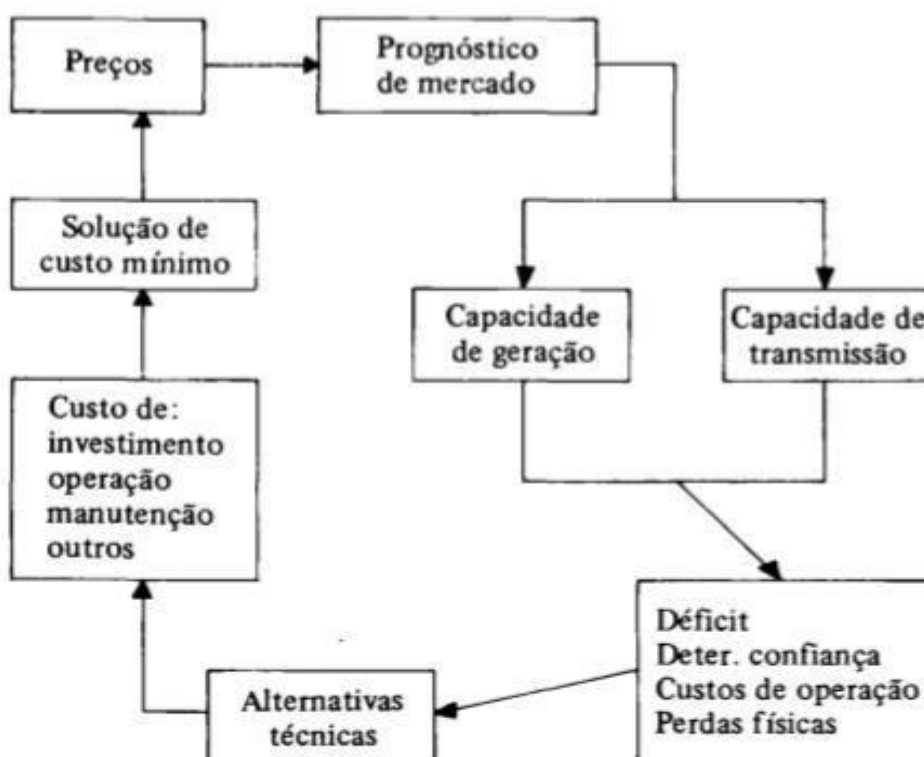 Preços
Prognóstico
de mercado
Solução de
custo mínimo
Capacidade
de geração
Capacidade de
transmissão
Custo de:
investimento
operação
manutenção
outros
Déficit
Deter. confiança
Custos de operação
Perdas físicas
Alternativas
técnicas